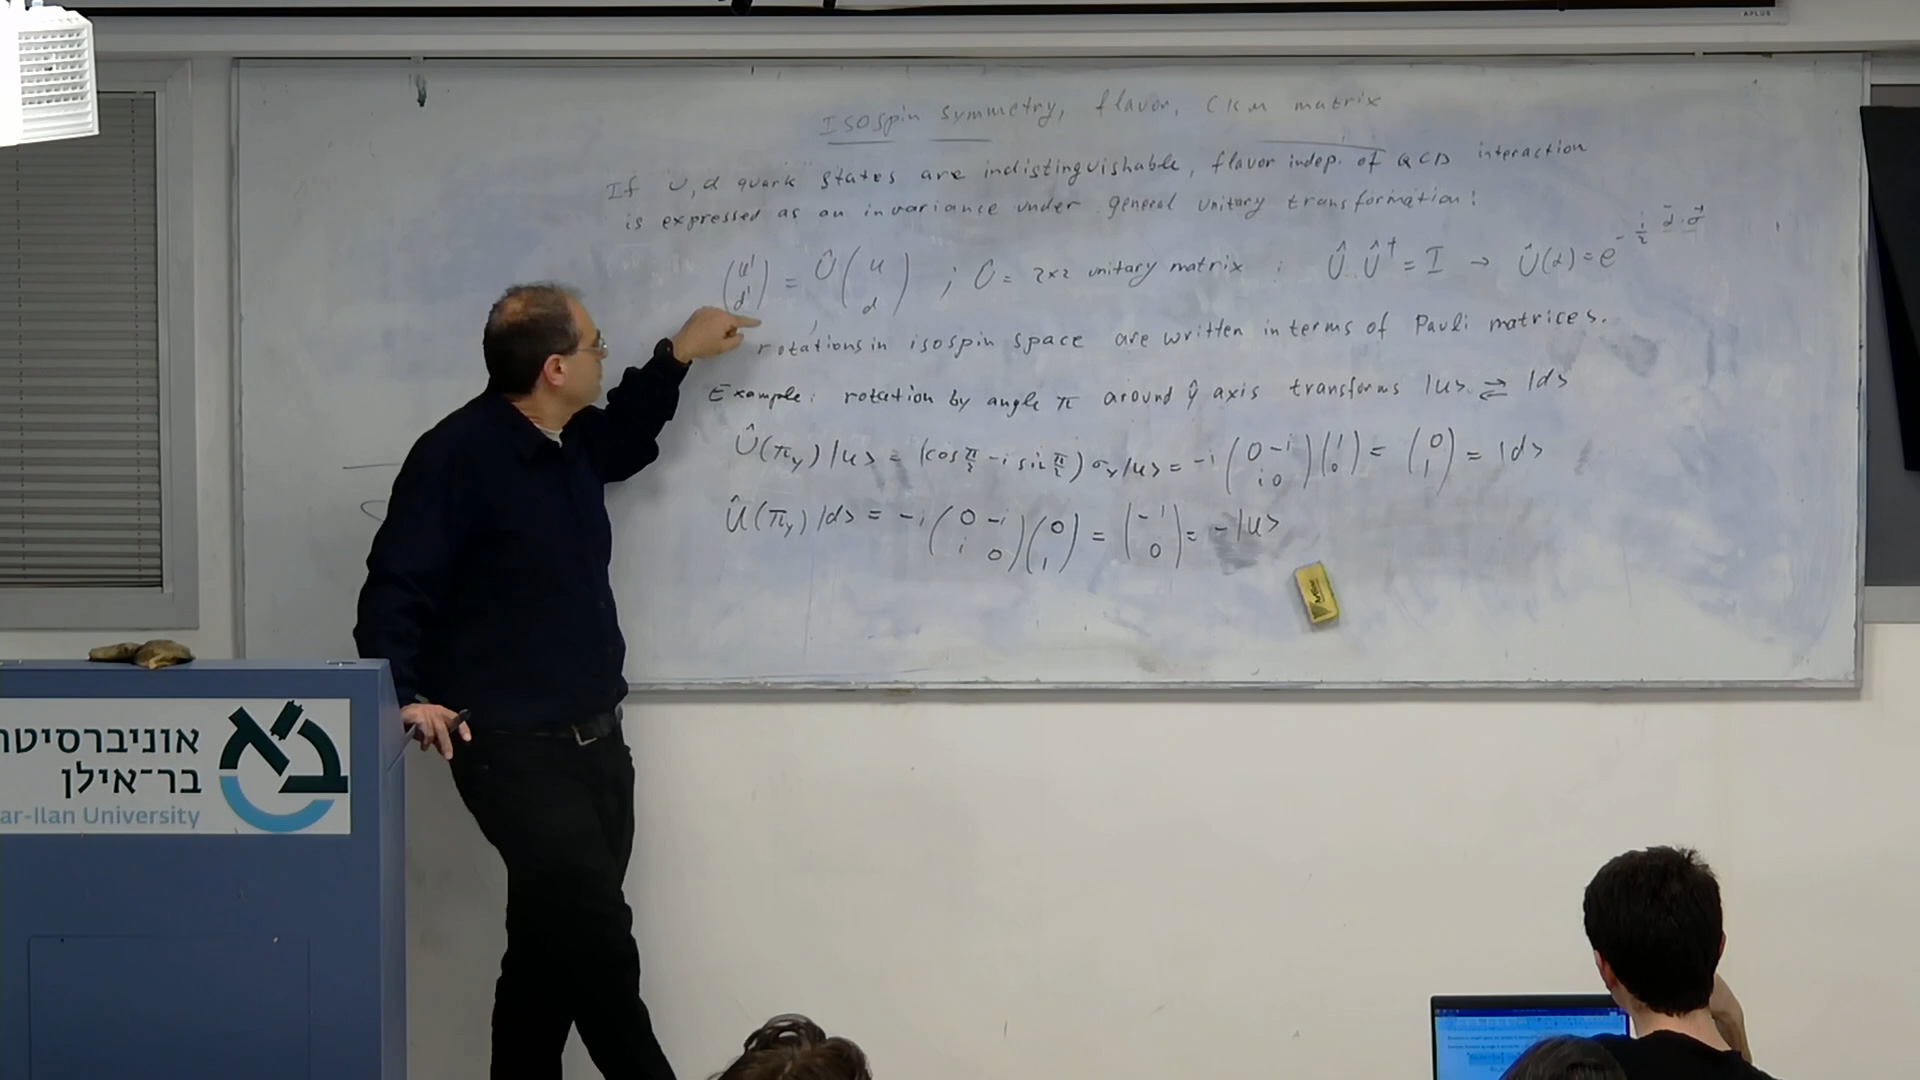 APLUS
Isospin symmetry, flavor, CKM matrix
If u,d quark states are indistinguishable, flavor indep. of QCD interaction
is expressed as an invariance under general unitary transformation:
(u' d') = Û (u d) ; Û = 2x2 unitary matrix : Û Û† = I → Û(α) = e^{-i/2 α⃗·σ⃗}
rotations in isospin space are written in terms of Pauli matrices.
Example: rotation by angle π around ŷ axis transforms |u> ⇄ |d>
Û(π_y)|u> = (cos π/2 - i sin π/2) σ_y|u> = -i (0 -i i 0)(1 0) = (0 1) = |d>
Û(π_y)|d> = -i (0 -i i 0)(0 1) = (-1 0) = -|u>
אוניברסיטת
בר-אילן
ar-Ilan University